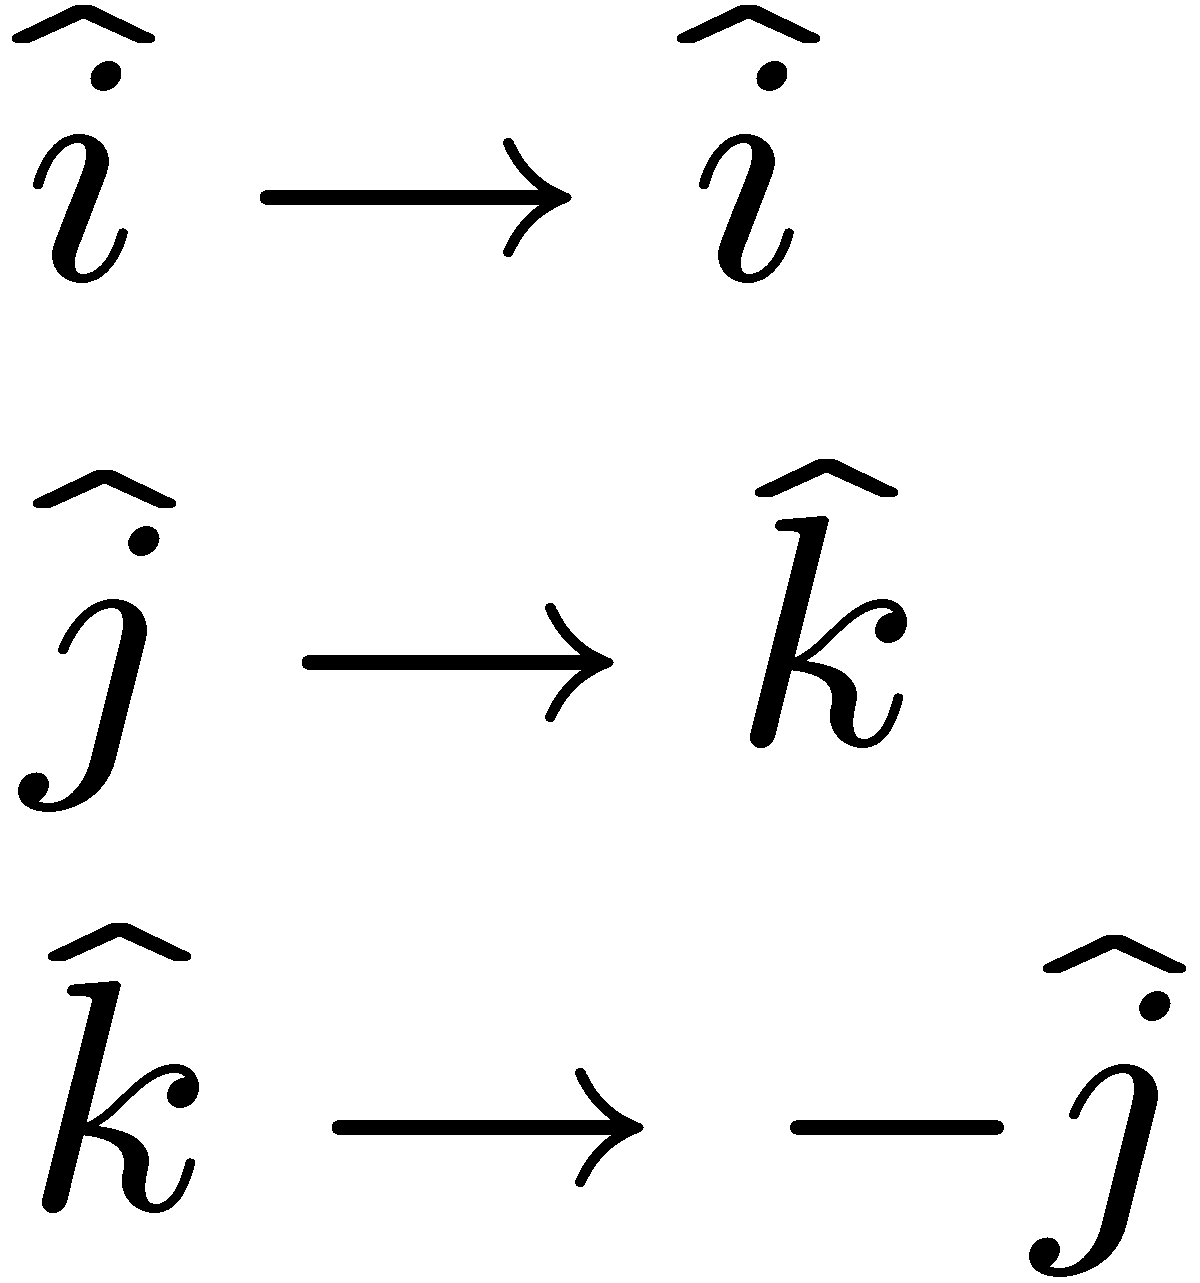 î → î
ĵ → k̂
k̂ → −ĵ